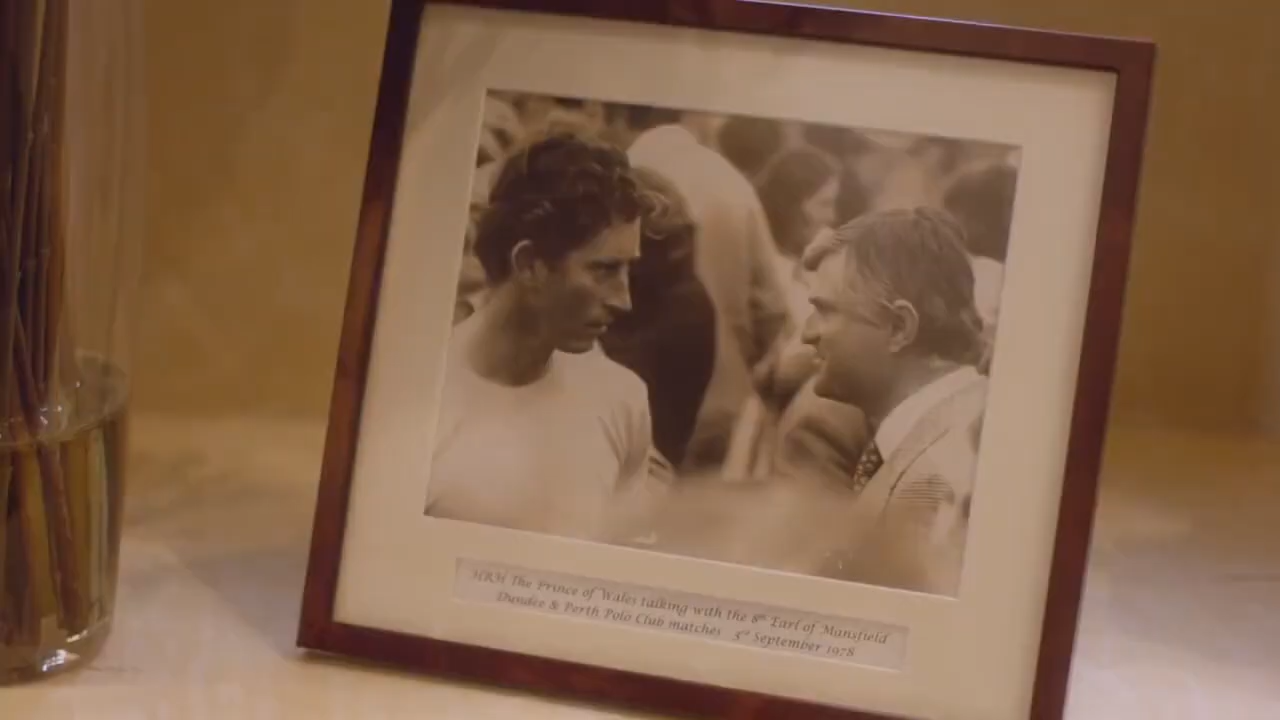 HRH The Prince of Wales talking with the 8th Earl of Mansfield
Dundee & Perth Polo Club matches 3rd September 1978